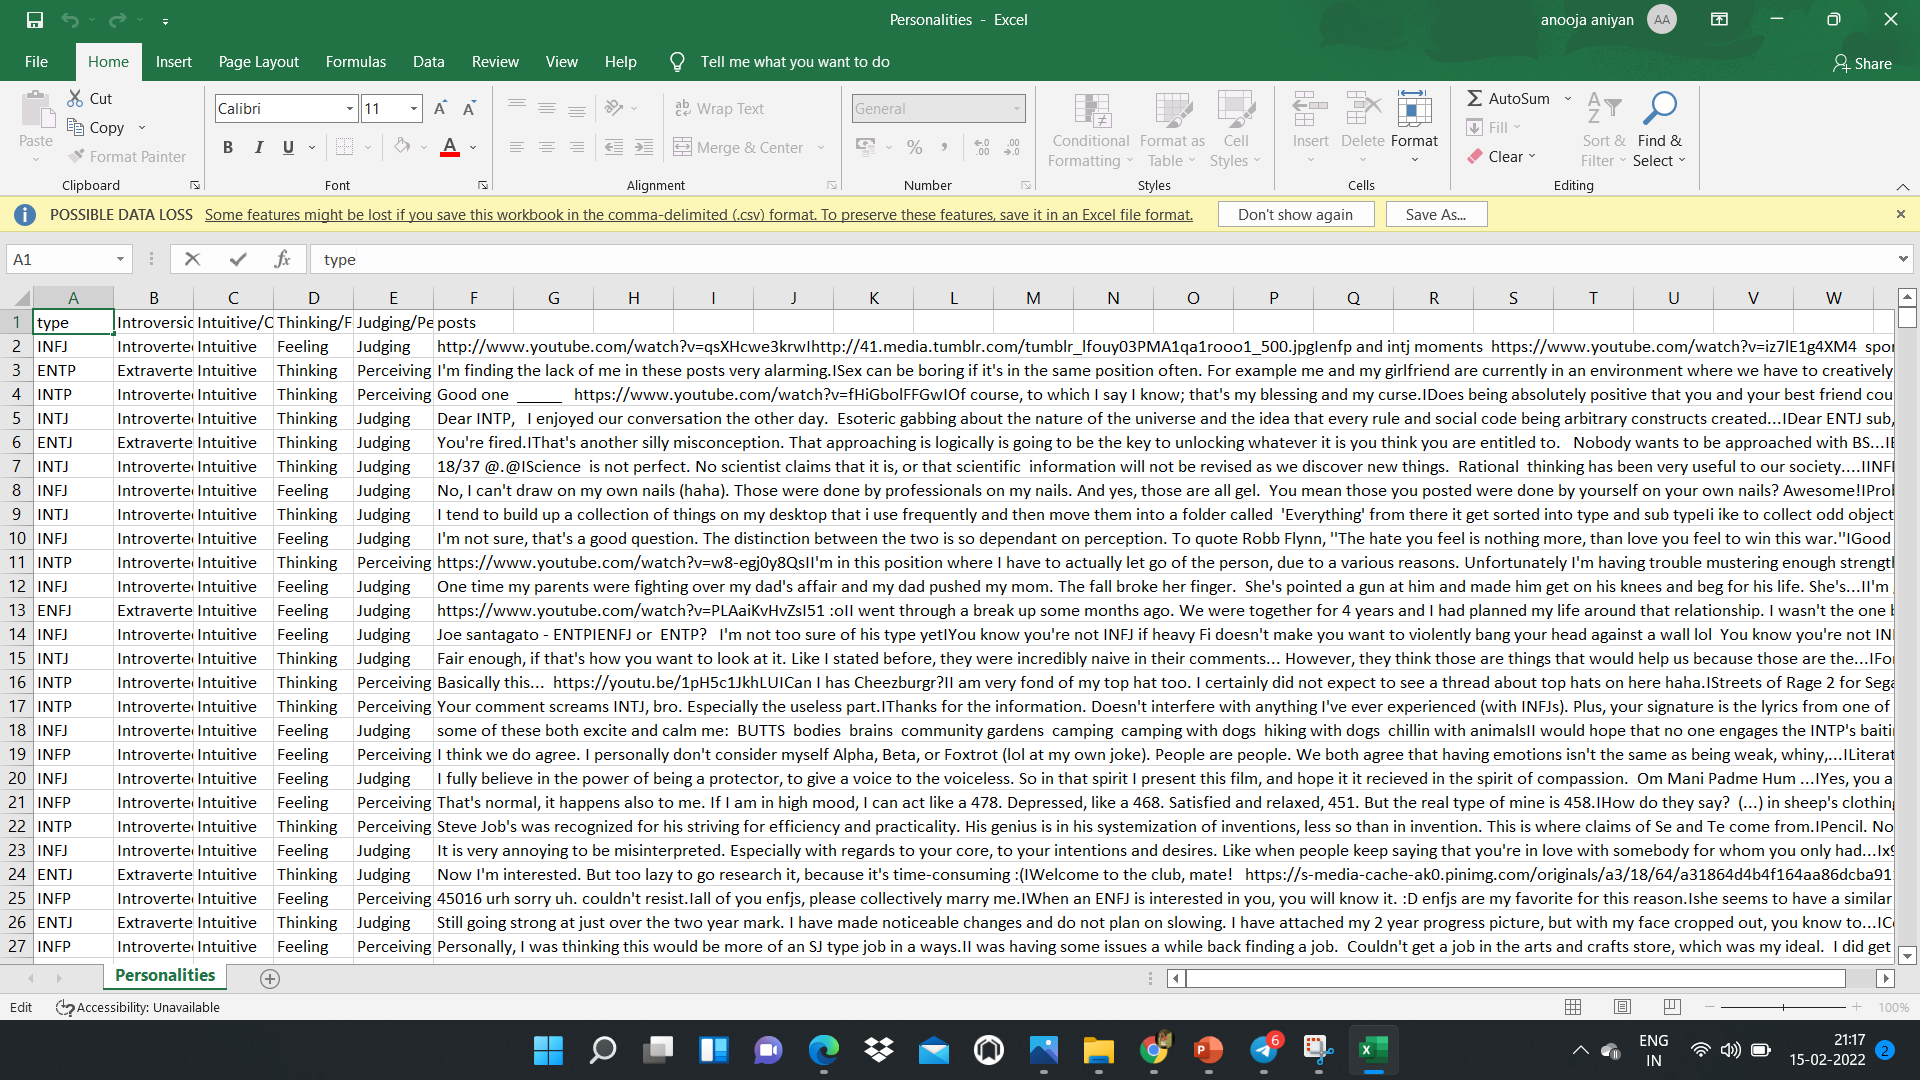 Personalities - Excel
anooja aniyan AA
File Home Insert Page Layout Formulas Data Review View Help Tell me what you want to do Share
Paste Cut Copy Format Painter Clipboard
Calibri 11 A A B I U A Font
ab Wrap Text Merge & Center Alignment
General % , Number
Conditional Formatting Format as Table Cell Styles Styles
Insert Delete Format Cells
AutoSum Fill Clear Sort & Filter Find & Select Editing
POSSIBLE DATA LOSS Some features might be lost if you save this workbook in the comma-delimited (.csv) format. To preserve these features, save it in an Excel file format. Don't show again Save As...
A1 fx type
A B C D E F G H I J K L M N O P Q R S T U V W
1 type Introversio Intuitive/O Thinking/F Judging/Pe posts
2 INFJ Introverte Intuitive Feeling Judging http://www.youtube.com/watch?v=qsXHcwe3krwIhttp://41.media.tumblr.com/tumblr_lfouy03PMA1qa1rooo1_500.jpgIenfp and intj moments https://www.youtube.com/watch?v=iz7lE1g4XM4 spor
3 ENTP Extraverte Intuitive Thinking Perceiving I'm finding the lack of me in these posts very alarming.ISex can be boring if it's in the same position often. For example me and my girlfriend are currently in an environment where we have to creatively
4 INTP Introverte Intuitive Thinking Perceiving Good one _____ https://www.youtube.com/watch?v=fHiGbolFFGwIOf course, to which I say I know; that's my blessing and my curse.IDoes being absolutely positive that you and your best friend cou
5 INTJ Introverte Intuitive Thinking Judging Dear INTP, I enjoyed our conversation the other day. Esoteric gabbing about the nature of the universe and the idea that every rule and social code being arbitrary constructs created...IDear ENTJ sub,
6 ENTJ Extraverte Intuitive Thinking Judging You're fired.IThat's another silly misconception. That approaching is logically is going to be the key to unlocking whatever it is you think you are entitled to. Nobody wants to be approached with BS...IE
7 INTJ Introverte Intuitive Thinking Judging 18/37 @.@IScience is not perfect. No scientist claims that it is, or that scientific information will not be revised as we discover new things. Rational thinking has been very useful to our society....IINFI
8 INFJ Introverte Intuitive Feeling Judging No, I can't draw on my own nails (haha). Those were done by professionals on my nails. And yes, those are all gel. You mean those you posted were done by yourself on your own nails? Awesome!IProl
9 INTJ Introverte Intuitive Thinking Judging I tend to build up a collection of things on my desktop that i use frequently and then move them into a folder called 'Everything' from there it get sorted into type and sub typeIi ike to collect odd object
10 INFJ Introverte Intuitive Feeling Judging I'm not sure, that's a good question. The distinction between the two is so dependant on perception. To quote Robb Flynn, ''The hate you feel is nothing more, than love you feel to win this war.''IGood
11 INTP Introverte Intuitive Thinking Perceiving https://www.youtube.com/watch?v=w8-egj0y8QsII'm in this position where I have to actually let go of the person, due to a various reasons. Unfortunately I'm having trouble mustering enough strengt
12 INFJ Introverte Intuitive Feeling Judging One time my parents were fighting over my dad's affair and my dad pushed my mom. The fall broke her finger. She's pointed a gun at him and made him get on his knees and beg for his life. She's...II'm
13 ENFJ Extraverte Intuitive Feeling Judging https://www.youtube.com/watch?v=PLAaiKvHvZsI51 :oII went through a break up some months ago. We were together for 4 years and I had planned my life around that relationship. I wasn't the one
14 INFJ Introverte Intuitive Feeling Judging Joe santagato - ENTPIENFJ or ENTP? I'm not too sure of his type yetIYou know you're not INFJ if heavy Fi doesn't make you want to violently bang your head against a wall lol You know you're not INI
15 INTJ Introverte Intuitive Thinking Judging Fair enough, if that's how you want to look at it. Like I stated before, they were incredibly naive in their comments... However, they think those are things that would help us because those are the...IFor
16 INTP Introverte Intuitive Thinking Perceiving Basically this... https://youtu.be/1pH5c1JkhLUICan I has Cheezburgr?II am very fond of my top hat too. I certainly did not expect to see a thread about top hats on here haha.IStreets of Rage 2 for Sega
17 INTP Introverte Intuitive Thinking Perceiving Your comment screams INTJ, bro. Especially the useless part.IThanks for the information. Doesn't interfere with anything I've ever experienced (with INFJs). Plus, your signature is the lyrics from one of
18 INFJ Introverte Intuitive Feeling Judging some of these both excite and calm me: BUTTS bodies brains community gardens camping camping with dogs hiking with dogs chillin with animalsII would hope that no one engages the INTP's baiti
19 INFP Introverte Intuitive Feeling Perceiving I think we do agree. I personally don't consider myself Alpha, Beta, or Foxtrot (lol at my own joke). People are people. We both agree that having emotions isn't the same as being weak, whiny,...ILiterat
20 INFJ Introverte Intuitive Feeling Judging I fully believe in the power of being a protector, to give a voice to the voiceless. So in that spirit I present this film, and hope it it recieved in the spirit of compassion. Om Mani Padme Hum ...IYes, you a
21 INFP Introverte Intuitive Feeling Perceiving That's normal, it happens also to me. If I am in high mood, I can act like a 478. Depressed, like a 468. Satisfied and relaxed, 451. But the real type of mine is 458.IHow do they say? (...) in sheep's clothing
22 INTP Introverte Intuitive Thinking Perceiving Steve Job's was recognized for his striving for efficiency and practicality. His genius is in his systemization of inventions, less so than in invention. This is where claims of Se and Te come from.IPencil. No
23 INFJ Introverte Intuitive Feeling Judging It is very annoying to be misinterpreted. Especially with regards to your core, to your intentions and desires. Like when people keep saying that you're in love with somebody for whom you only had...Ix9
24 ENTJ Extraverte Intuitive Thinking Judging Now I'm interested. But too lazy to go research it, because it's time-consuming :(IWelcome to the club, mate! https://s-media-cache-ak0.pinimg.com/originals/a3/18/64/a31864d4b4f164aa86dcba91
25 INFP Introverte Intuitive Feeling Perceiving 45016 urh sorry uh. couldn't resist.Iall of you enfjs, please collectively marry me.IWhen an ENFJ is interested in you, you will know it. :D enfjs are my favorite for this reason.Ishe seems to have a similar
26 ENTJ Extraverte Intuitive Thinking Judging Still going strong at just over the two year mark. I have made noticeable changes and do not plan on slowing. I have attached my 2 year progress picture, but with my face cropped out, you know to...IC
27 INFP Introverte Intuitive Feeling Perceiving Personally, I was thinking this would be more of an SJ type job in a ways.II was having some issues a while back finding a job. Couldn't get a job in the arts and crafts store, which was my ideal. I did get
Personalities
Edit Accessibility: Unavailable 100%
6 ENG IN 21:17 15-02-2022 2